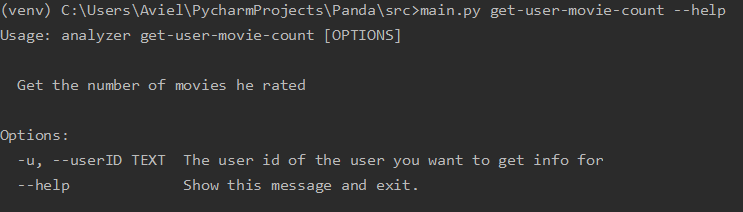 (venv) C:\Users\Aviel\PycharmProjects\Panda\src>main.py get-user-movie-count --help
Usage: analyzer get-user-movie-count [OPTIONS]
Get the number of movies he rated
Options:
-u, --userID TEXT  The user id of the user you want to get info for
--help             Show this message and exit.